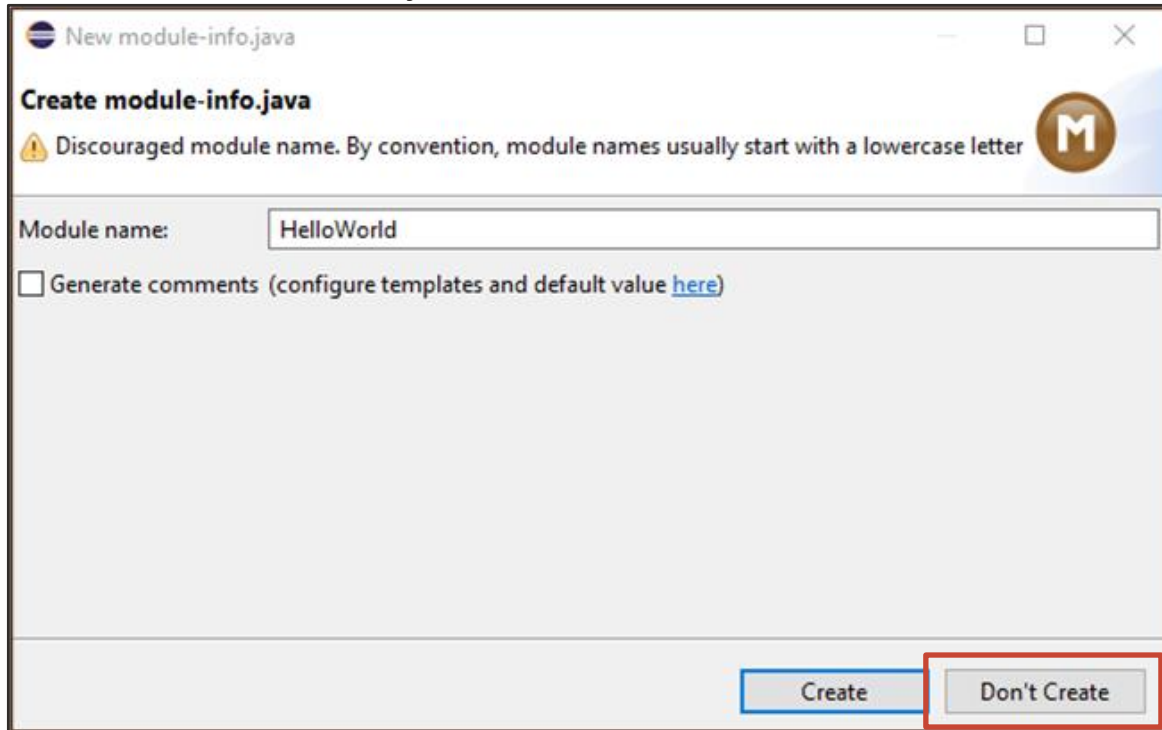 New module-info.java
Create module-info.java
Discouraged module name. By convention, module names usually start with a lowercase letter
M
Module name: HelloWorld
Generate comments (configure templates and default value here)
Create Don't Create